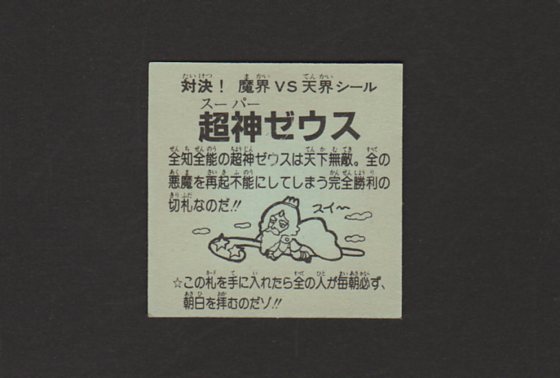 対決！ 魔界VS天界シール
スーパー
超神ゼウス
全知全能の超神ゼウスは天下無敵。全の
悪魔を再起不能にしてしまう完全勝利の
切札なのだ!!
スイ〜
☆この札を手に入れたら全の人が毎朝必ず、
朝日を拝むのだゾ!!